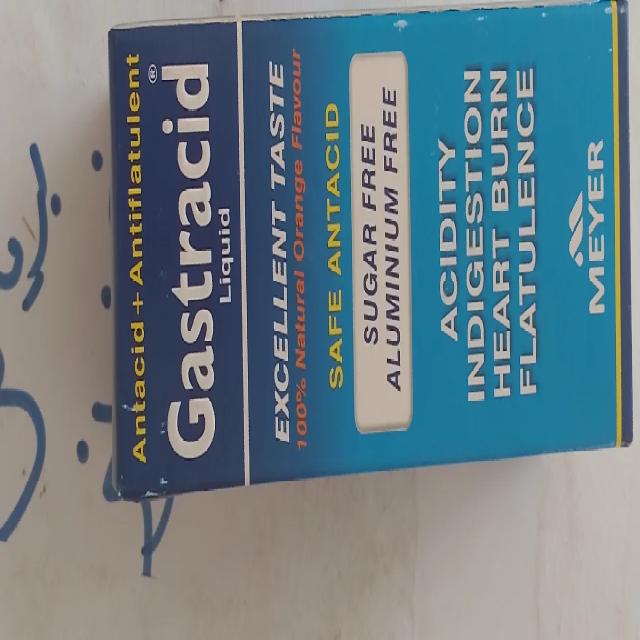 Antacid + Antiflatulent
Gastracid®
Liquid
EXCELLENT TASTE
100% Natural Orange Flavour
SAFE ANTACID
SUGAR FREE
ALUMINIUM FREE
ACIDITY
INDIGESTION
HEART BURN
FLATULENCE
MEYER